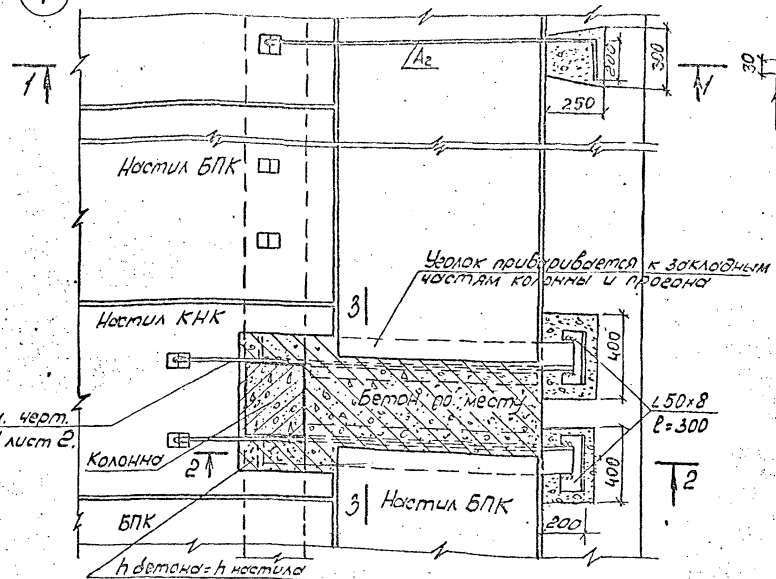 1
1
А2
200
300
250
1
30
Настил БПК
Уголок приваривается к закладным
частям колонны и прогона
Настил КНК
3
400
Бетон по месту
L50×8
ℓ=300
черт.
лист 2.
Колонна
2
400
2
3
Настил БПК
БПК
200
h бетона = h настила